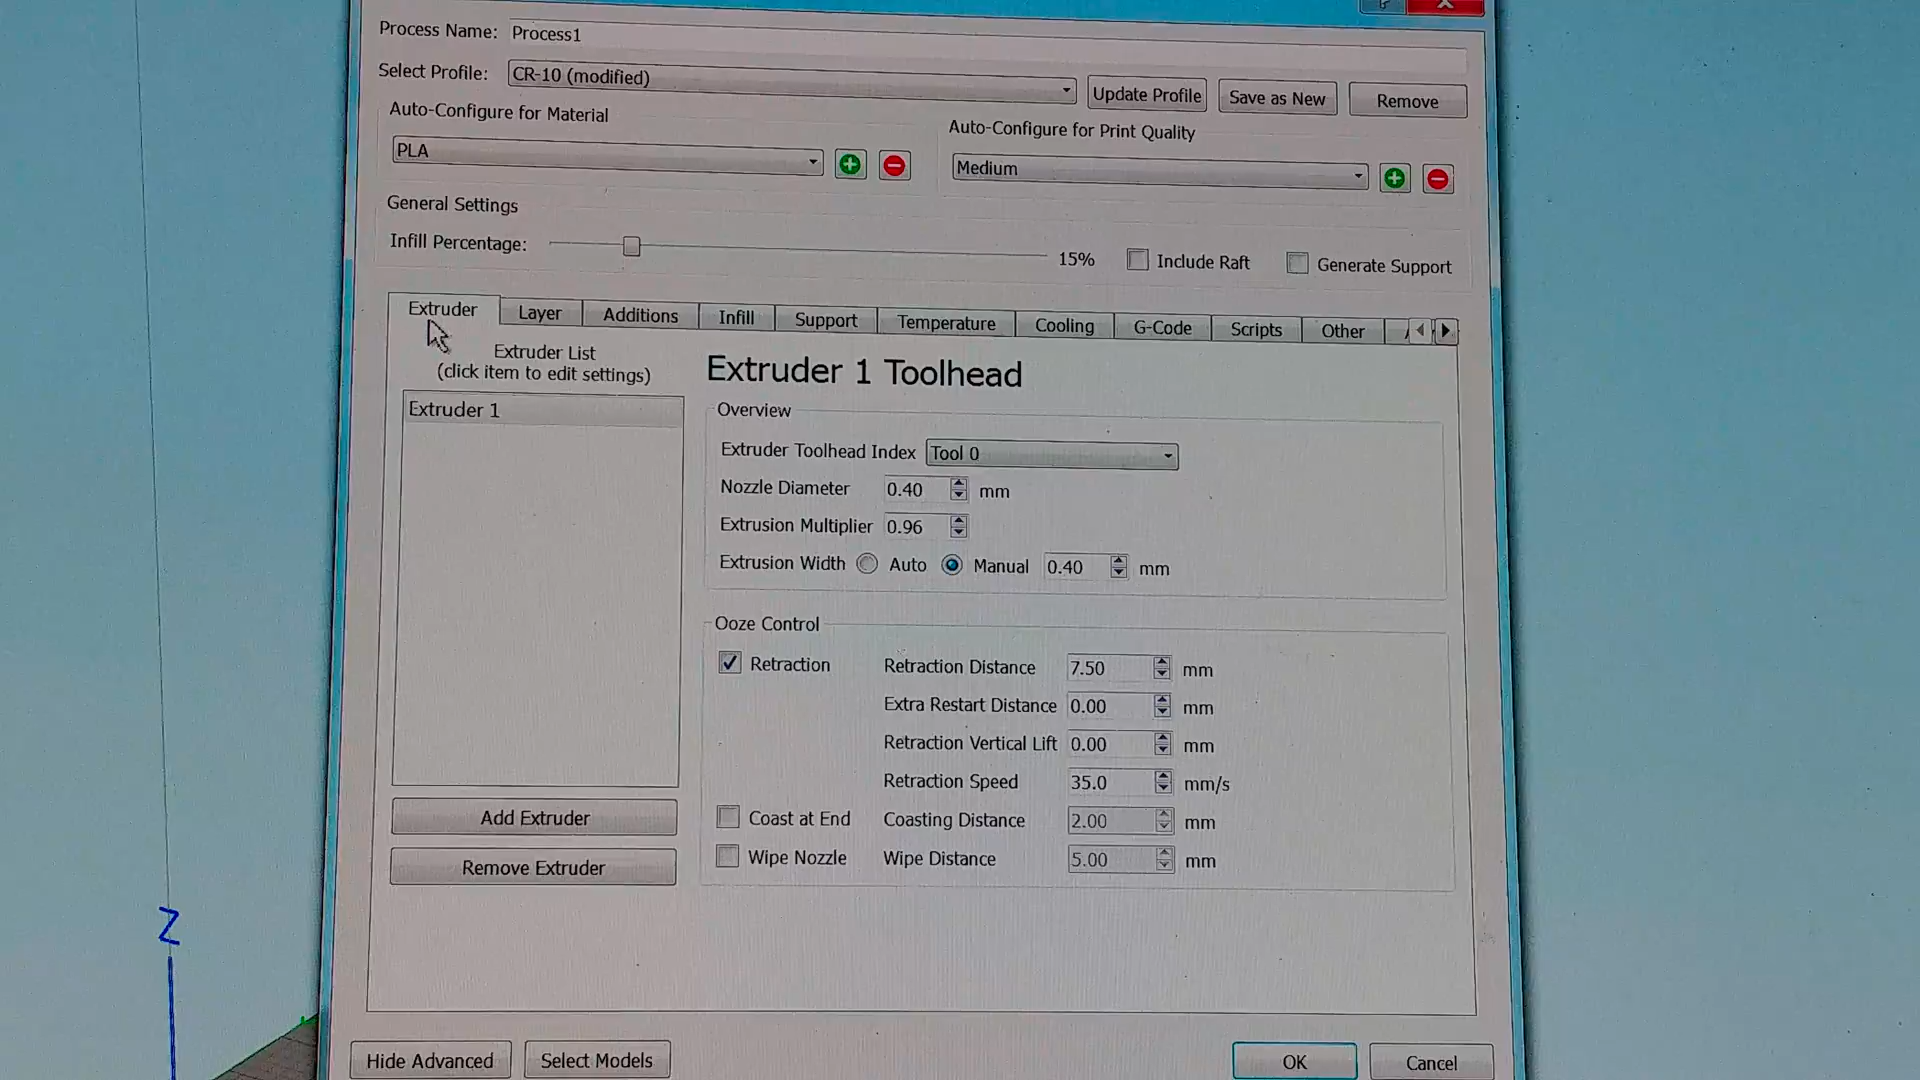 Process Name: Process1
Select Profile: CR-10 (modified) Update Profile Save as New Remove
Auto-Configure for Material Auto-Configure for Print Quality
PLA Medium
General Settings
Infill Percentage: 15% Include Raft Generate Support
Extruder Layer Additions Infill Support Temperature Cooling G-Code Scripts Other
Extruder List
(click item to edit settings)
Extruder 1
Add Extruder
Remove Extruder
Extruder 1 Toolhead
Overview
Extruder Toolhead Index Tool 0
Nozzle Diameter 0.40 mm
Extrusion Multiplier 0.96
Extrusion Width Auto Manual 0.40 mm
Ooze Control
Retraction Retraction Distance 7.50 mm
Extra Restart Distance 0.00 mm
Retraction Vertical Lift 0.00 mm
Retraction Speed 35.0 mm/s
Coast at End Coasting Distance 2.00 mm
Wipe Nozzle Wipe Distance 5.00 mm
Z
Hide Advanced Select Models OK Cancel